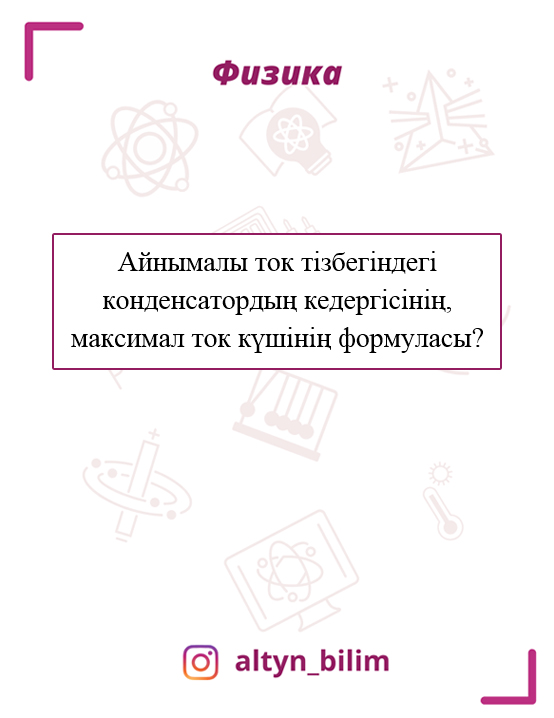 Физика
Айнымалы ток тізбегіндегі
конденсатордың кедергісінің,
максимал ток күшінің формуласы?
altyn_bilim